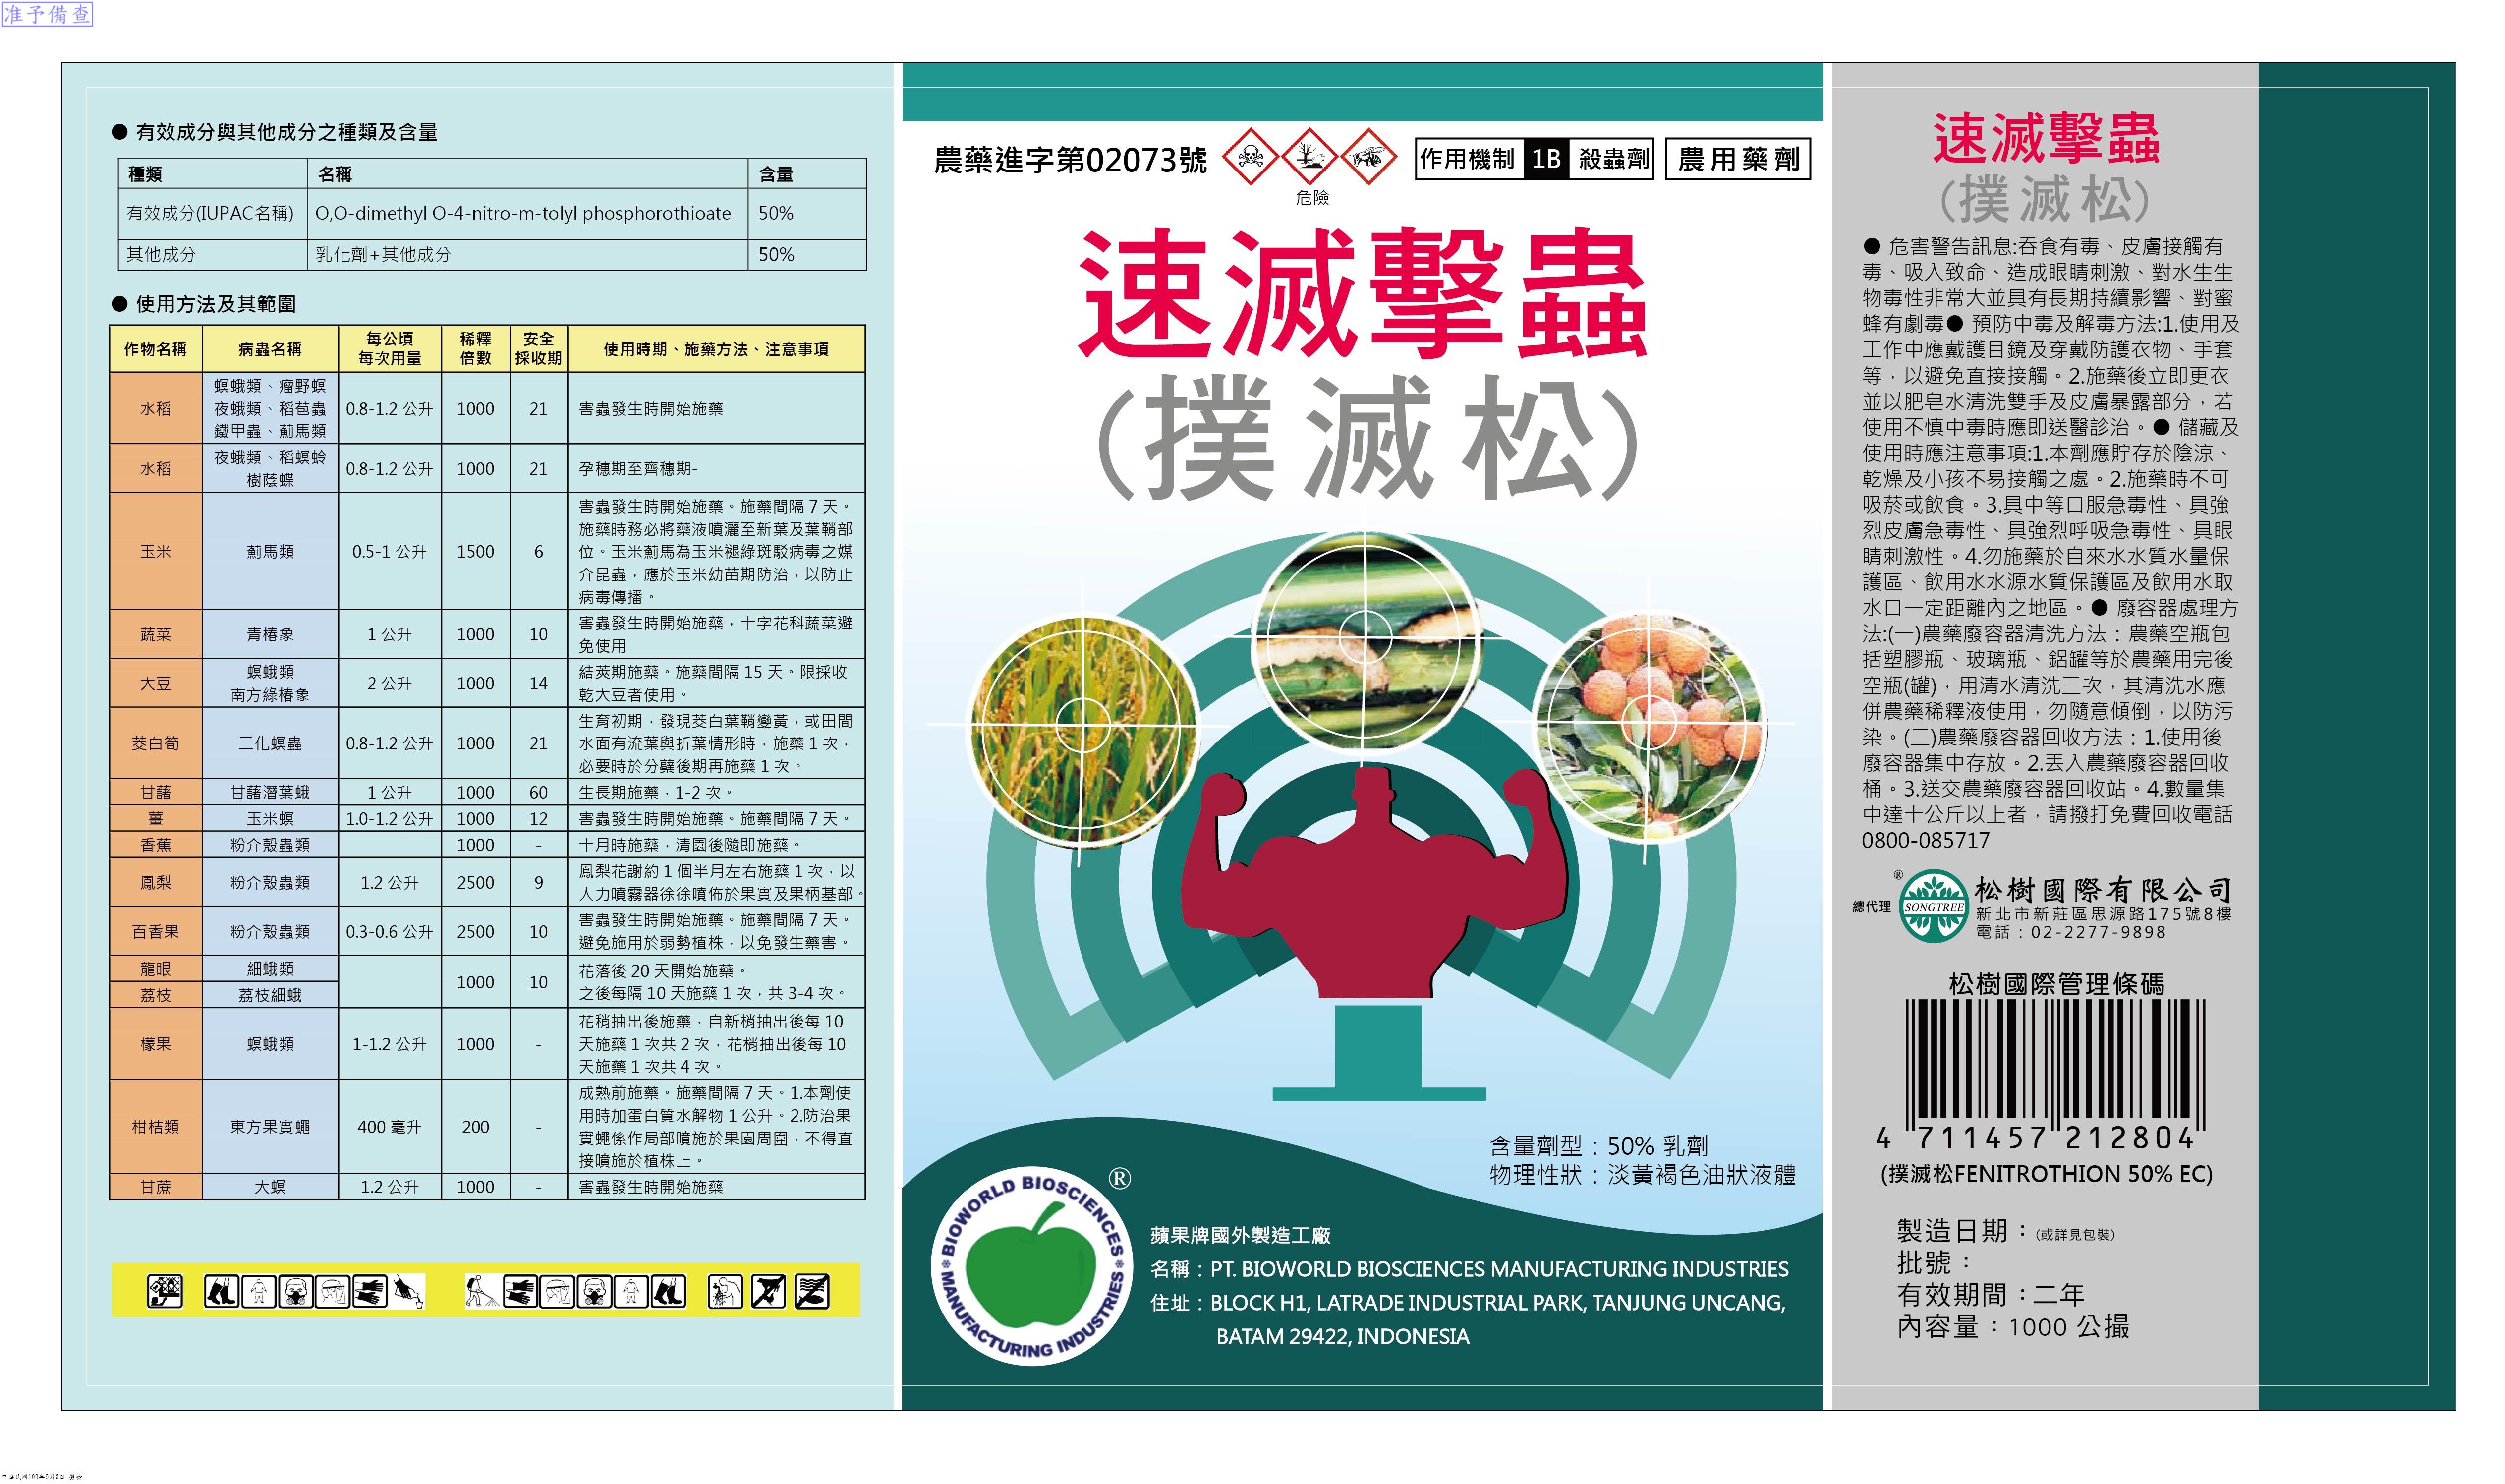 准予備查
● 有效成分與其他成分之種類及含量
種類 名稱 含量
有效成分(IUPAC名稱) O,O-dimethyl O-4-nitro-m-tolyl phosphorothioate 50%
其他成分 乳化劑+其他成分 50%
● 使用方法及其範圍
作物名稱 病蟲名稱 每公頃每次用量 稀釋倍數 安全採收期 使用時期、施藥方法、注意事項
水稻
螟蛾類、瘤野螟
夜蛾類、稻苞蟲
鐵甲蟲、薊馬類
0.8-1.2 公升 1000 21 害蟲發生時開始施藥
水稻
夜蛾類、稻螟蛉
樹蔭蝶
0.8-1.2 公升 1000 21 孕穗期至齊穗期-
玉米 薊馬類 0.5-1 公升 1500 6
害蟲發生時開始施藥。施藥間隔 7 天。
施藥時務必將藥液噴灑至新葉及葉鞘部
位。玉米薊馬為玉米褪綠斑駁病毒之媒
介昆蟲，應於玉米幼苗期防治，以防止
病毒傳播。
蔬菜 青椿象 1 公升 1000 10
害蟲發生時開始施藥，十字花科蔬菜避
免使用
大豆
螟蛾類
南方綠椿象
2 公升 1000 14
結莢期施藥。施藥間隔 15 天。限採收
乾大豆者使用。
茭白筍 二化螟蟲 0.8-1.2 公升 1000 21
生育初期，發現茭白葉鞘變黃，或田間
水面有流葉與折葉情形時，施藥 1 次，
必要時於分蘗後期再施藥 1 次。
甘藷 甘藷潛葉蛾 1 公升 1000 60 生長期施藥，1-2 次。
薑 玉米螟 1.0-1.2 公升 1000 12 害蟲發生時開始施藥。施藥間隔 7 天。
香蕉 粉介殼蟲類 1000 - 十月時施藥，清園後隨即施藥。
鳳梨 粉介殼蟲類 1.2 公升 2500 9
鳳梨花謝約 1 個半月左右施藥 1 次，以
人力噴霧器徐徐噴佈於果實及果柄基部。
百香果 粉介殼蟲類 0.3-0.6 公升 2500 10
害蟲發生時開始施藥。施藥間隔 7 天。
避免施用於弱勢植株，以免發生藥害。
龍眼 細蛾類
荔枝 荔枝細蛾
1000 10
花落後 20 天開始施藥。
之後每隔 10 天施藥 1 次，共 3-4 次。
檬果 螟蛾類 1-1.2 公升 1000 -
花稍抽出後施藥，自新梢抽出後每 10
天施藥 1 次共 2 次，花梢抽出後每 10
天施藥 1 次共 4 次。
柑桔類 東方果實蠅 400 毫升 200 -
成熟前施藥。施藥間隔 7 天。1.本劑使
用時加蛋白質水解物 1 公升。2.防治果
實蠅係作局部噴施於果園周圍，不得直
接噴施於植株上。
甘蔗 大螟 1.2 公升 1000 - 害蟲發生時開始施藥
農藥進字第02073號
危險
作用機制 1B 殺蟲劑
農用藥劑
速滅擊蟲
(撲滅松)
含量劑型：50% 乳劑
物理性狀：淡黃褐色油狀液體
®
BIOWORLD BIOSCIENCES
MANUFACTURING INDUSTRIES
蘋果牌國外製造工廠
名稱：PT. BIOWORLD BIOSCIENCES MANUFACTURING INDUSTRIES
住址：BLOCK H1, LATRADE INDUSTRIAL PARK, TANJUNG UNCANG,
BATAM 29422, INDONESIA
速滅擊蟲
(撲滅松)
● 危害警告訊息:吞食有毒、皮膚接觸有
毒、吸入致命、造成眼睛刺激、對水生生
物毒性非常大並具有長期持續影響、對蜜
蜂有劇毒● 預防中毒及解毒方法:1.使用及
工作中應戴護目鏡及穿戴防護衣物、手套
等，以避免直接接觸。2.施藥後立即更衣
並以肥皂水清洗雙手及皮膚暴露部分，若
使用不慎中毒時應即送醫診治。● 儲藏及
使用時應注意事項:1.本劑應貯存於陰涼、
乾燥及小孩不易接觸之處。2.施藥時不可
吸菸或飲食。3.具中等口服急毒性、具強
烈皮膚急毒性、具強烈呼吸急毒性、具眼
睛刺激性。4.勿施藥於自來水水質水量保
護區、飲用水水源水質保護區及飲用水取
水口一定距離內之地區。● 廢容器處理方
法:(一)農藥廢容器清洗方法：農藥空瓶包
括塑膠瓶、玻璃瓶、鋁罐等於農藥用完後
空瓶(罐)，用清水清洗三次，其清洗水應
併農藥稀釋液使用，勿隨意傾倒，以防污
染。(二)農藥廢容器回收方法：1.使用後
廢容器集中存放。2.丟入農藥廢容器回收
桶。3.送交農藥廢容器回收站。4.數量集
中達十公斤以上者，請撥打免費回收電話
0800-085717
總代理 ® SONGTREE 松樹國際有限公司
新北市新莊區思源路175號8樓
電話：02-2277-9898
松樹國際管理條碼
4 711457 212804
(撲滅松FENITROTHION 50% EC)
製造日期：(或詳見包裝)
批號：
有效期間：二年
內容量：1000 公撮
中華民國109年9月8日 簽發